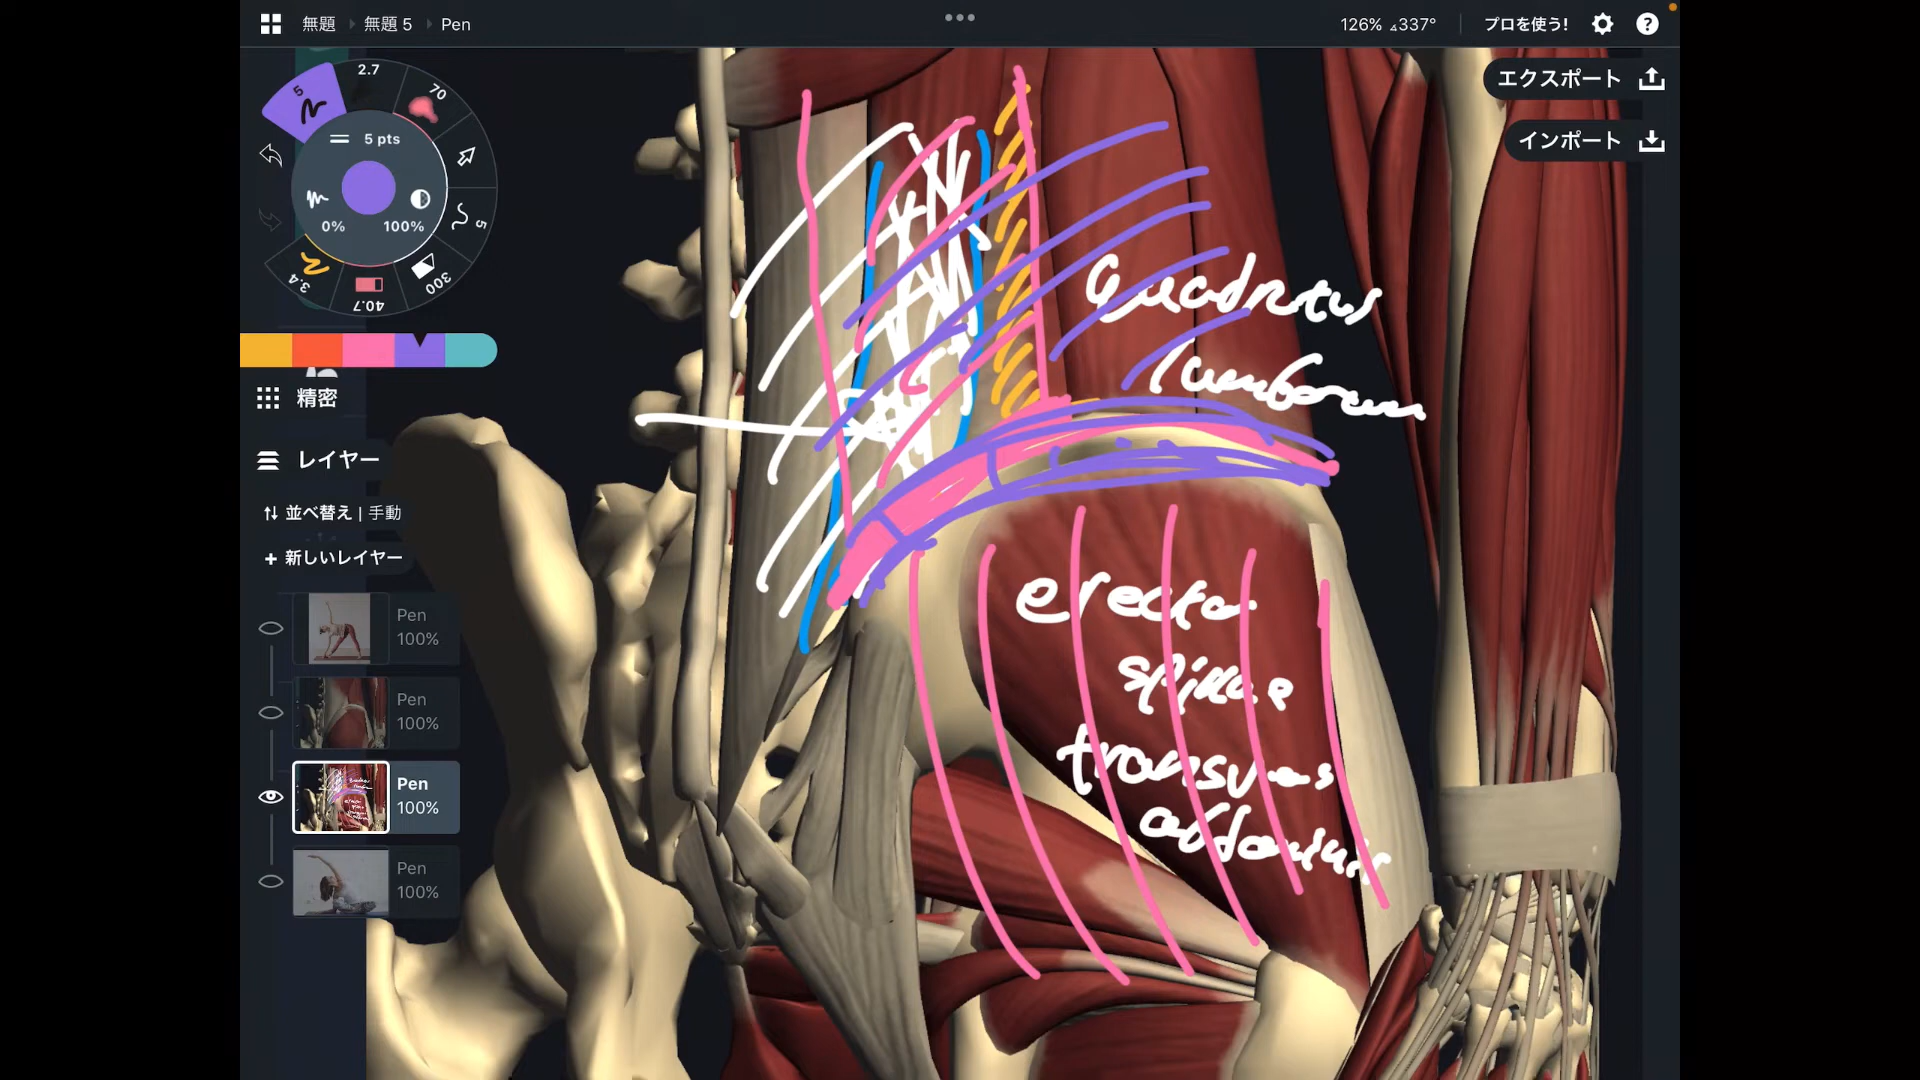 無題 無題 5 Pen
126% ⊿337°
プロを使う!
エクスポート
インポート
2.7
70
5
5 pts
0%
100%
5
300
40.7
3.4
精密
レイヤー
並べ替え | 手動
+ 新しいレイヤー
Pen
100%
Pen
100%
Pen
100%
Pen
100%
Quadratus
lumborum
erector
spinae